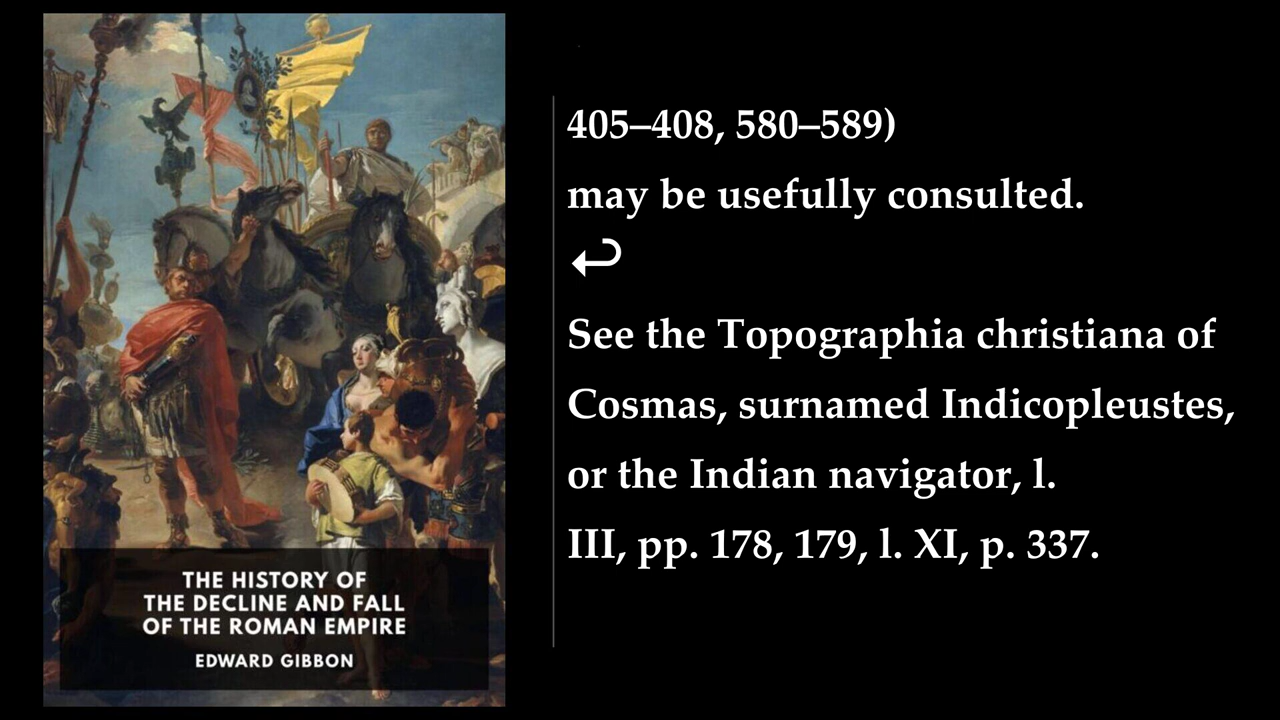 THE HISTORY OF
THE DECLINE AND FALL
OF THE ROMAN EMPIRE
EDWARD GIBBON
405–408, 580–589)
may be usefully consulted.
↩
See the Topographia christiana of
Cosmas, surnamed Indicopleustes,
or the Indian navigator, l.
III, pp. 178, 179, l. XI, p. 337.